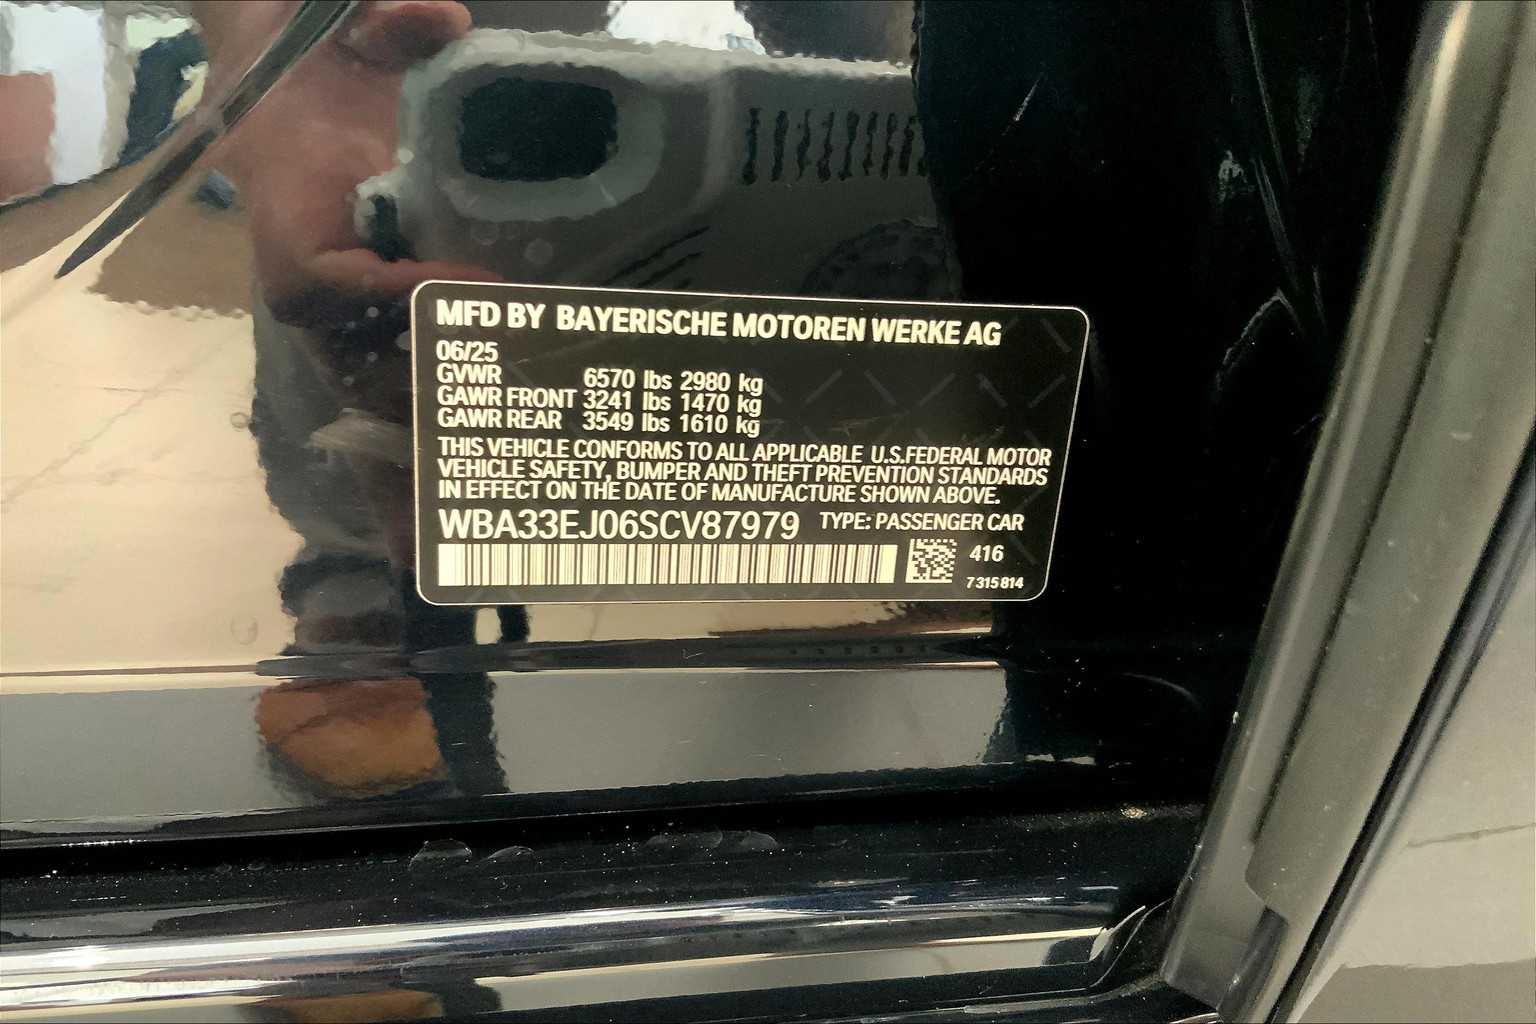 MFD BY BAYERISCHE MOTOREN WERKE AG
06/25
GVWR 6570 lbs 2980 kg
GAWR FRONT 3241 lbs 1470 kg
GAWR REAR 3549 lbs 1610 kg
THIS VEHICLE CONFORMS TO ALL APPLICABLE U.S.FEDERAL MOTOR
VEHICLE SAFETY, BUMPER AND THEFT PREVENTION STANDARDS
IN EFFECT ON THE DATE OF MANUFACTURE SHOWN ABOVE.
WBA33EJ06SCV87979 TYPE: PASSENGER CAR
416
7 315 814